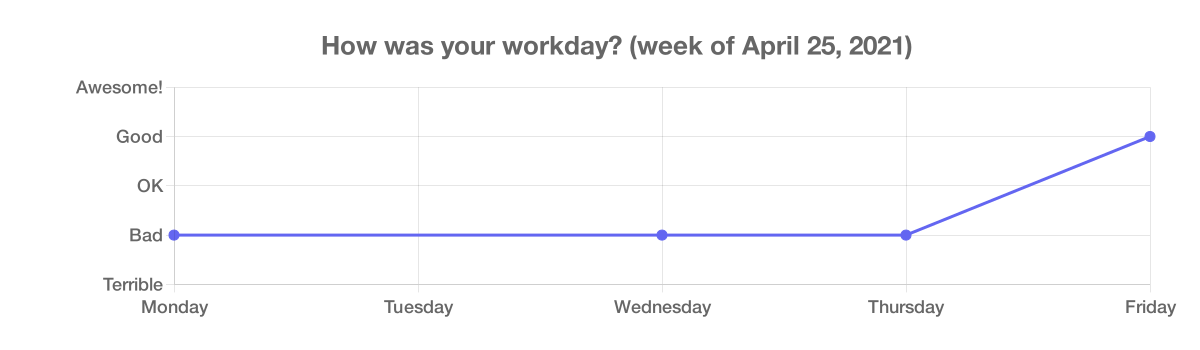 How was your workday? (week of April 25, 2021)
Awesome!
Good
OK
Bad
Terrible
Monday Tuesday Wednesday Thursday Friday